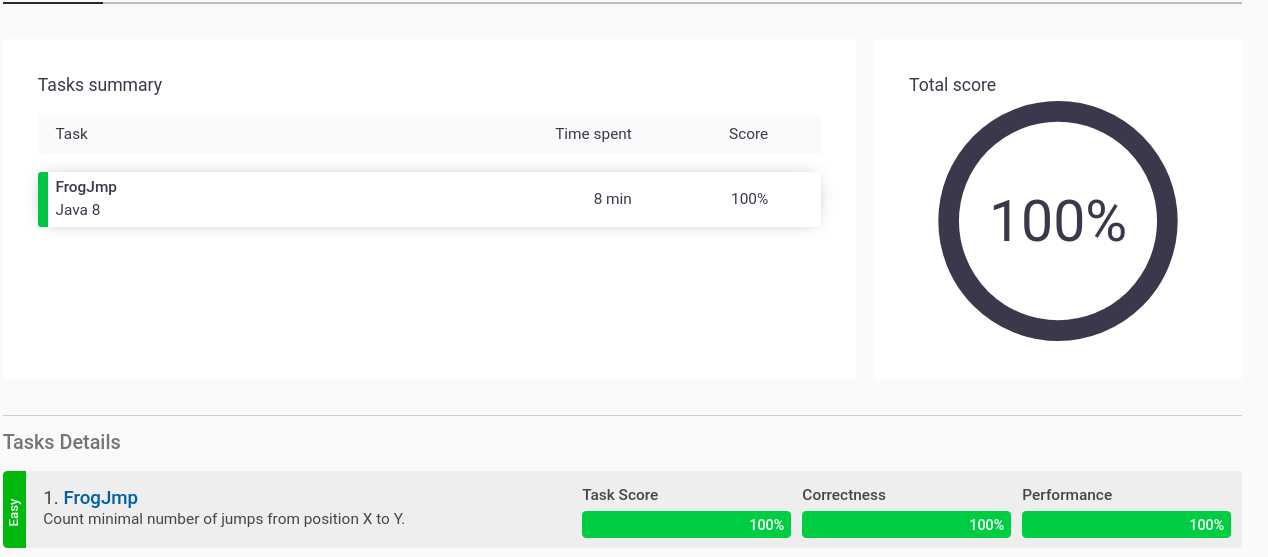 Tasks summary
Task Time spent Score
FrogJmp
Java 8
8 min 100%
Total score
100%
Tasks Details
Easy
1. FrogJmp
Count minimal number of jumps from position X to Y.
Task Score Correctness Performance
100% 100% 100%